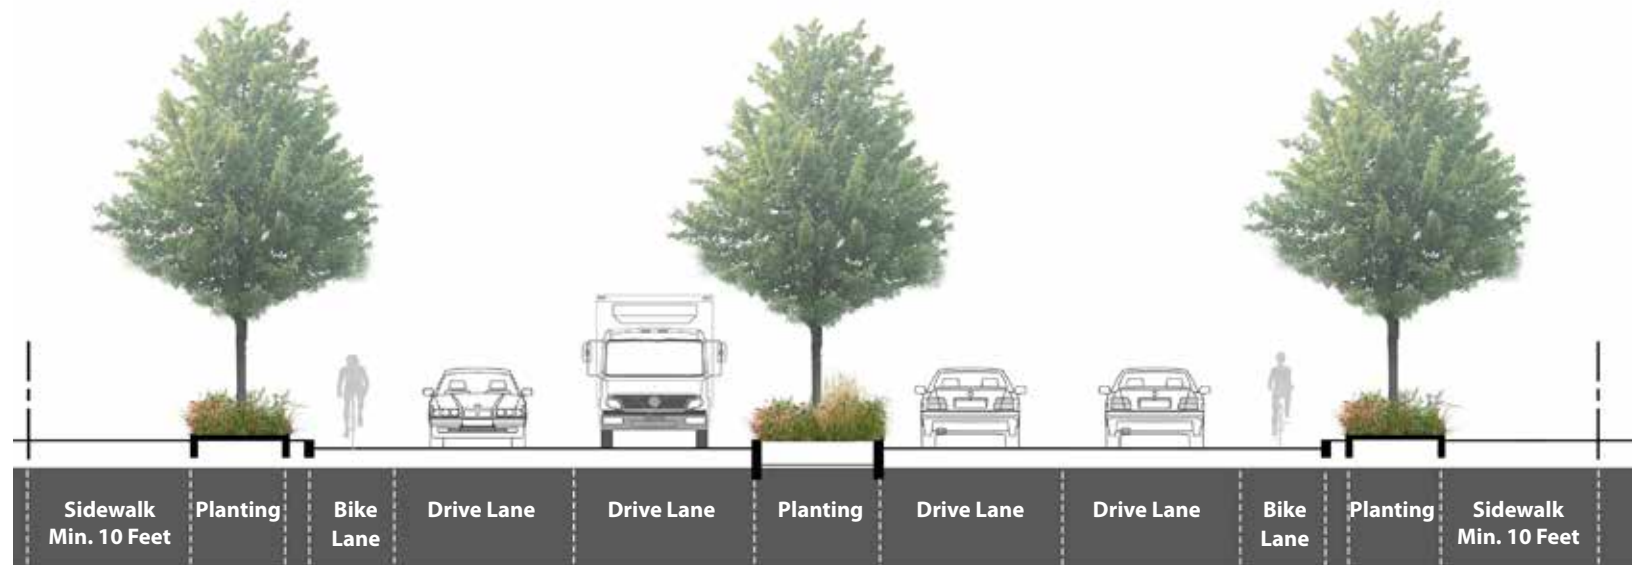 Sidewalk
Min. 10 Feet
Planting
Bike
Lane
Drive Lane
Drive Lane
Planting
Drive Lane
Drive Lane
Bike
Lane
Planting
Sidewalk
Min. 10 Feet